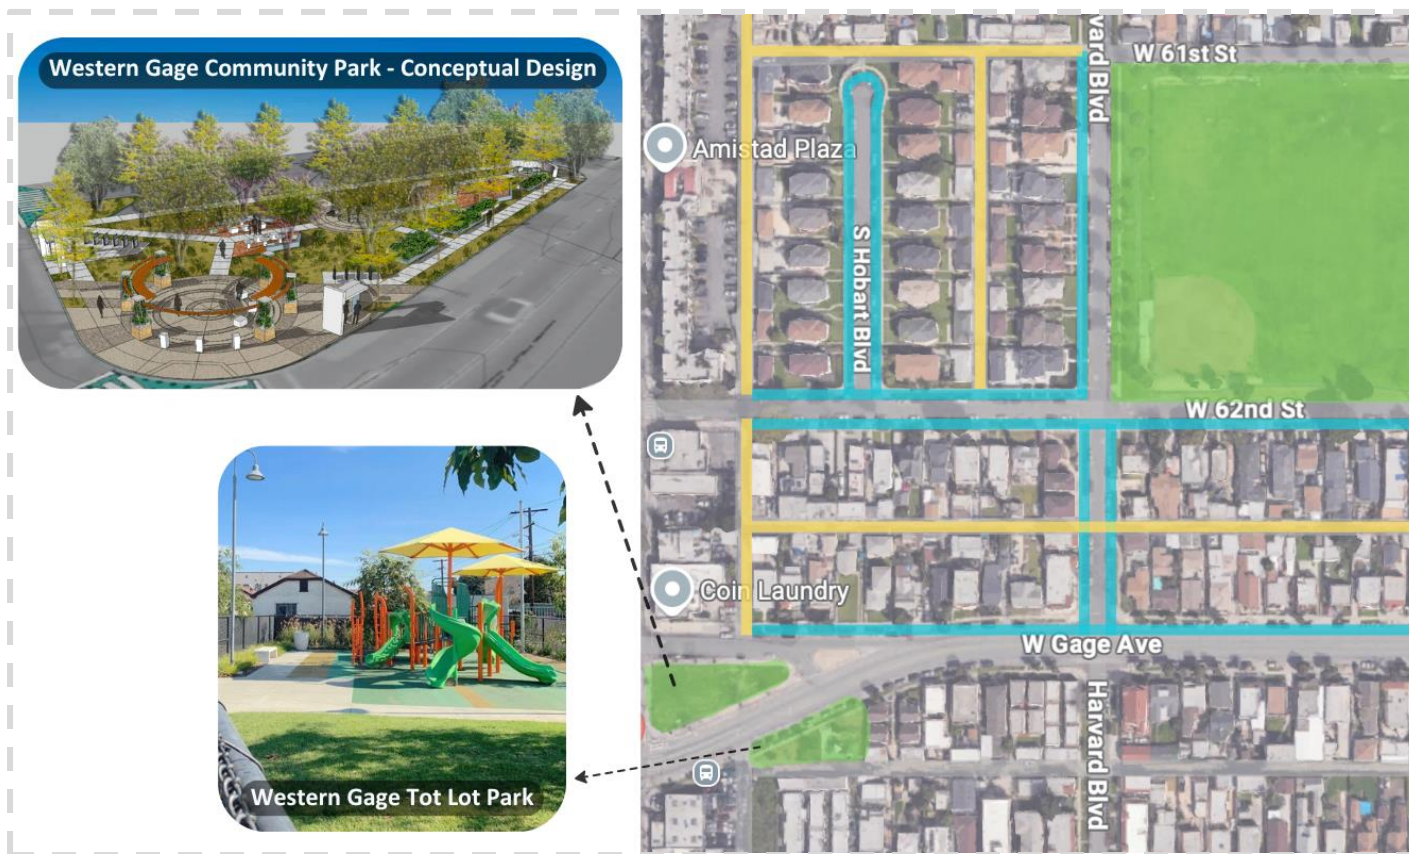 Western Gage Community Park - Conceptual Design
Western Gage Tot Lot Park
W 61st St
vard Blvd
Amistad Plaza
S Hobart Blvd
W 62nd St
Coin Laundry
W Gage Ave
Harvard Blvd